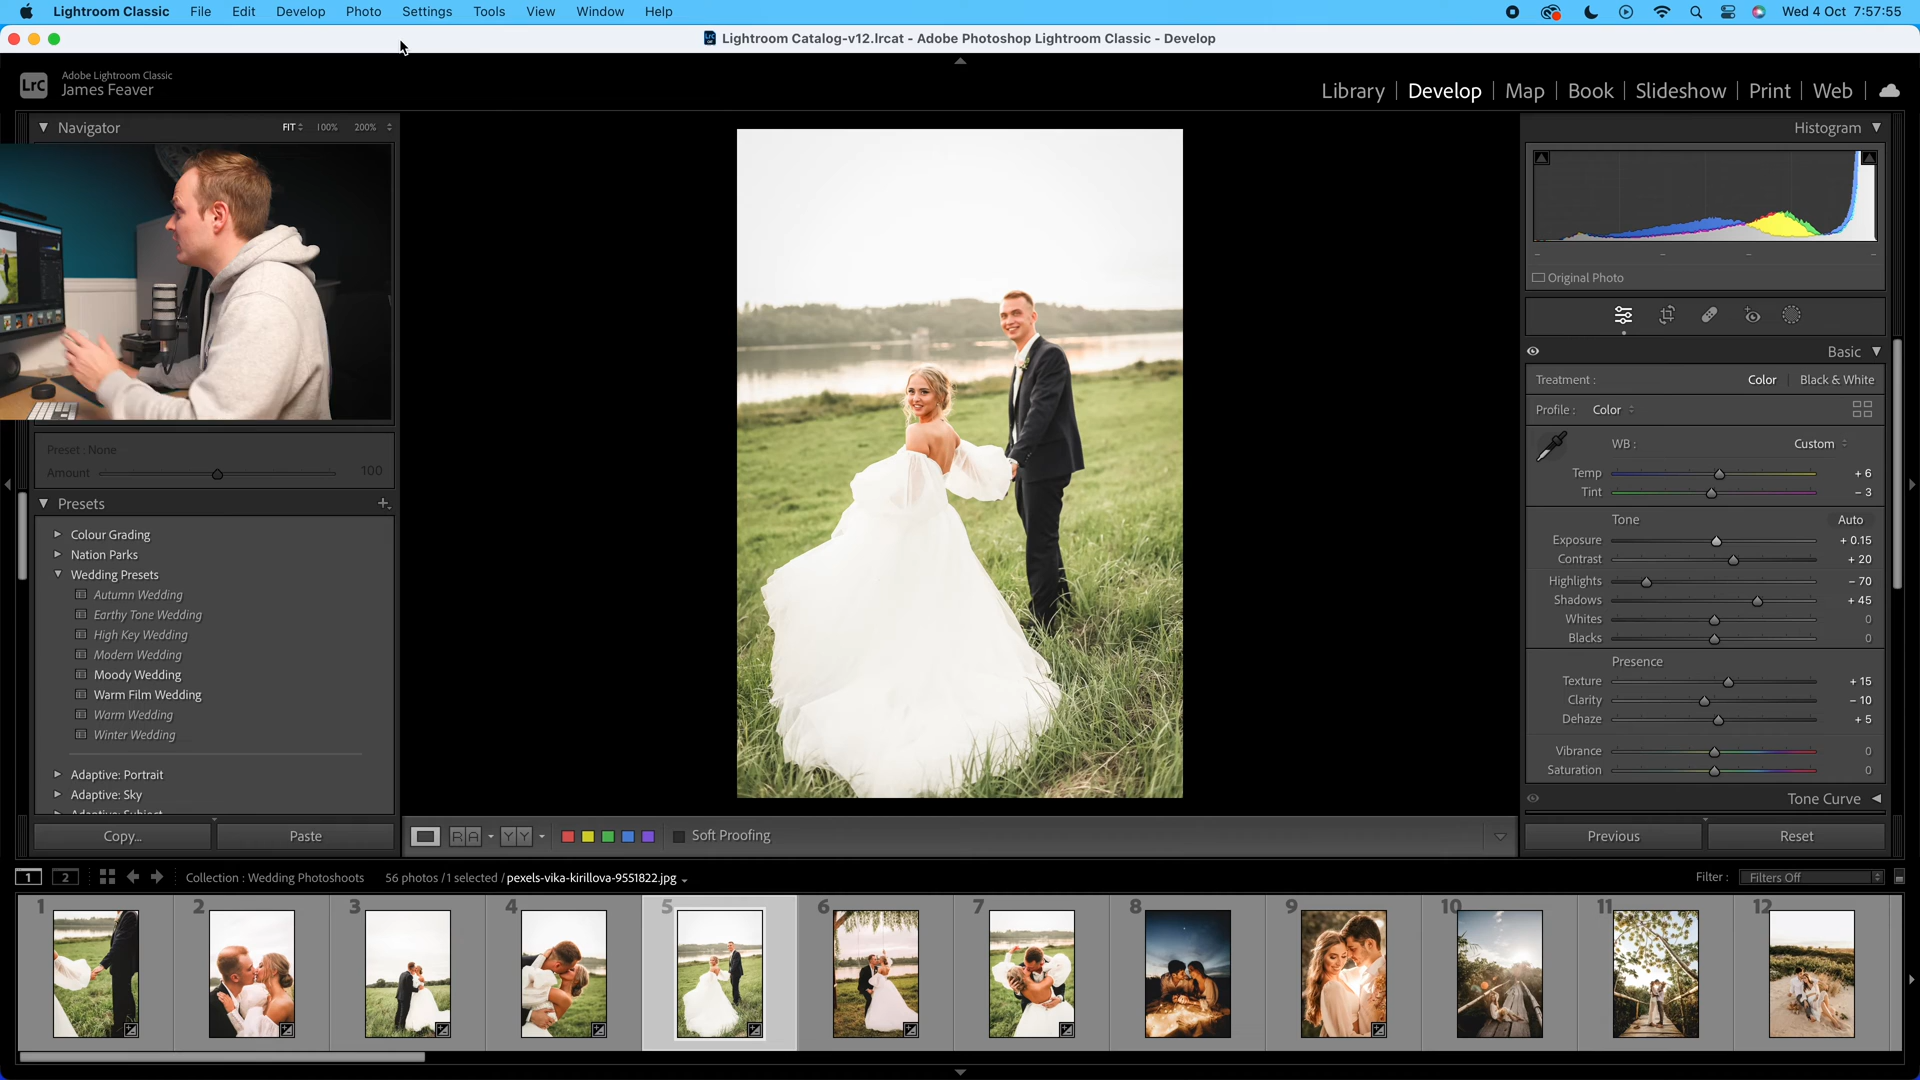 Lightroom Classic File Edit Develop Photo Settings Tools View Window Help Wed 4 Oct 7:57:55
Lightroom Catalog-v12.lrcat - Adobe Photoshop Lightroom Classic - Develop
LrC Adobe Lightroom Classic
James Feaver
Library Develop Map Book Slideshow Print Web
Navigator FIT 100% 200%
Preset : None
Amount 100
Presets
Colour Grading
Nation Parks
Wedding Presets
Autumn Wedding
Earthy Tone Wedding
High Key Wedding
Modern Wedding
Moody Wedding
Warm Film Wedding
Warm Wedding
Winter Wedding
Adaptive: Portrait
Adaptive: Sky
Adaptive: Subject
Copy... Paste
RA YY Soft Proofing
Histogram
Original Photo
Basic
Treatment : Color Black & White
Profile : Color
WB : Custom
Temp + 6
Tint – 3
Tone Auto
Exposure + 0.15
Contrast + 20
Highlights – 70
Shadows + 45
Whites 0
Blacks 0
Presence
Texture + 15
Clarity – 10
Dehaze + 5
Vibrance 0
Saturation 0
Tone Curve
Previous Reset
1 2 Collection : Wedding Photoshoots 56 photos /1 selected /pexels-vika-kirillova-9551822.jpg Filter : Filters Off
1 2 3 4 5 6 7 8 9 10 11 12